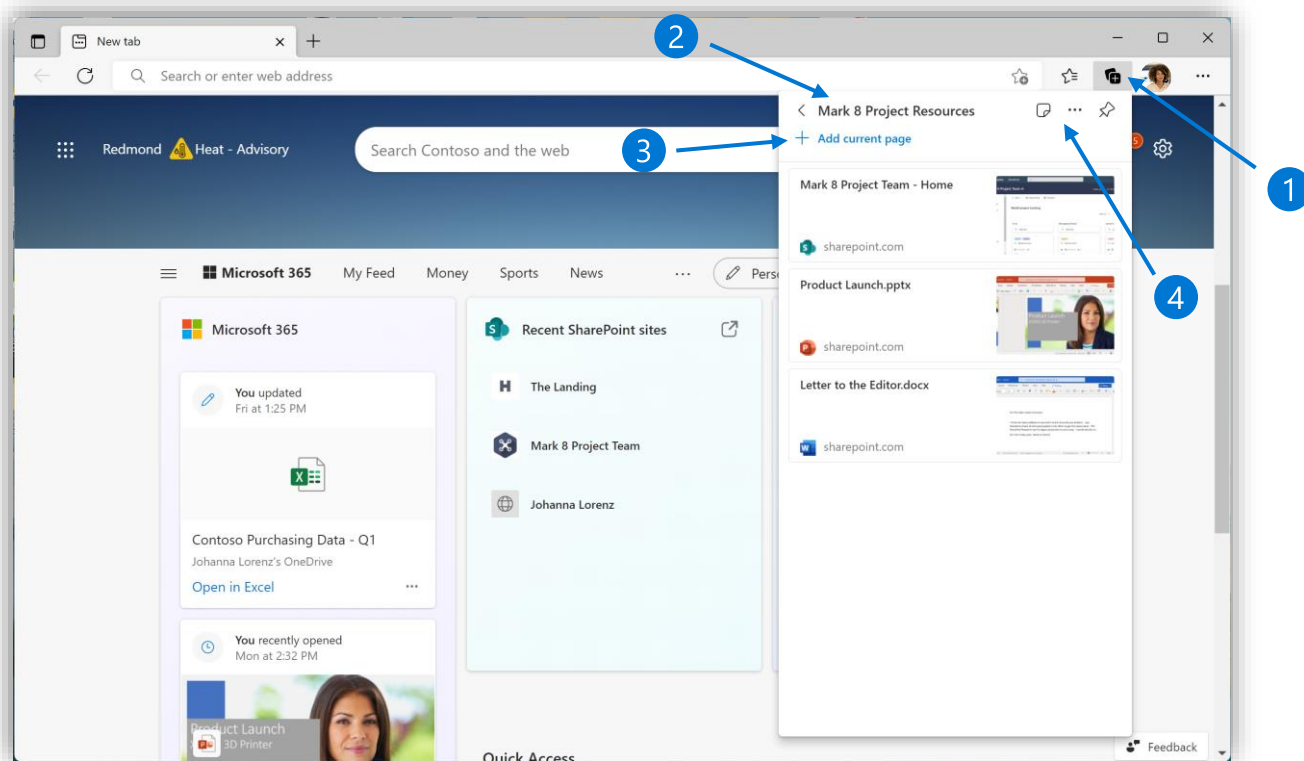 New tab
2
Search or enter web address
1
Mark 8 Project Resources
3
Add current page
Redmond
Heat - Advisory
Search Contoso and the web
5
Mark 8 Project Team - Home
sharepoint.com
4
Microsoft 365
My Feed
Money
Sports
News
Pers
Product Launch.pptx
sharepoint.com
Letter to the Editor.docx
sharepoint.com
Microsoft 365
You updated
Fri at 1:25 PM
Contoso Purchasing Data - Q1
Johanna Lorenz's OneDrive
Open in Excel
You recently opened
Mon at 2:32 PM
Product Launch
3D Printer
Recent SharePoint sites
The Landing
Mark 8 Project Team
Johanna Lorenz
Quick Access
Feedback